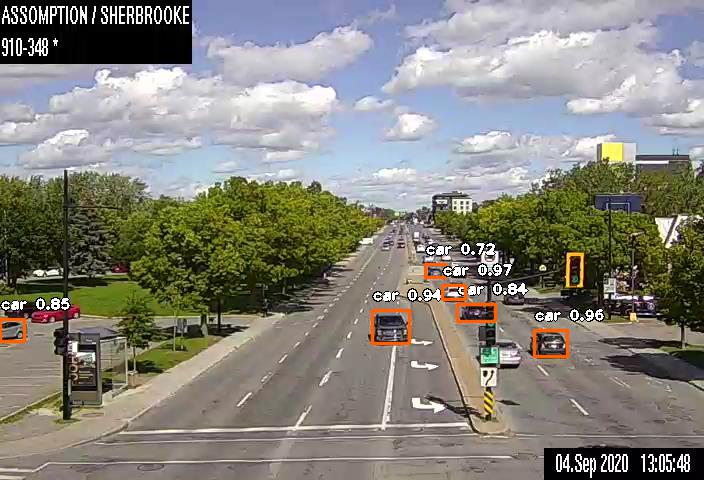 ASSOMPTION / SHERBROOKE
910-348 *
car 0.72
car 0.97
car 0.84
car 0.94
car 0.96
car 0.85
04.Sep 2020 13:05:48